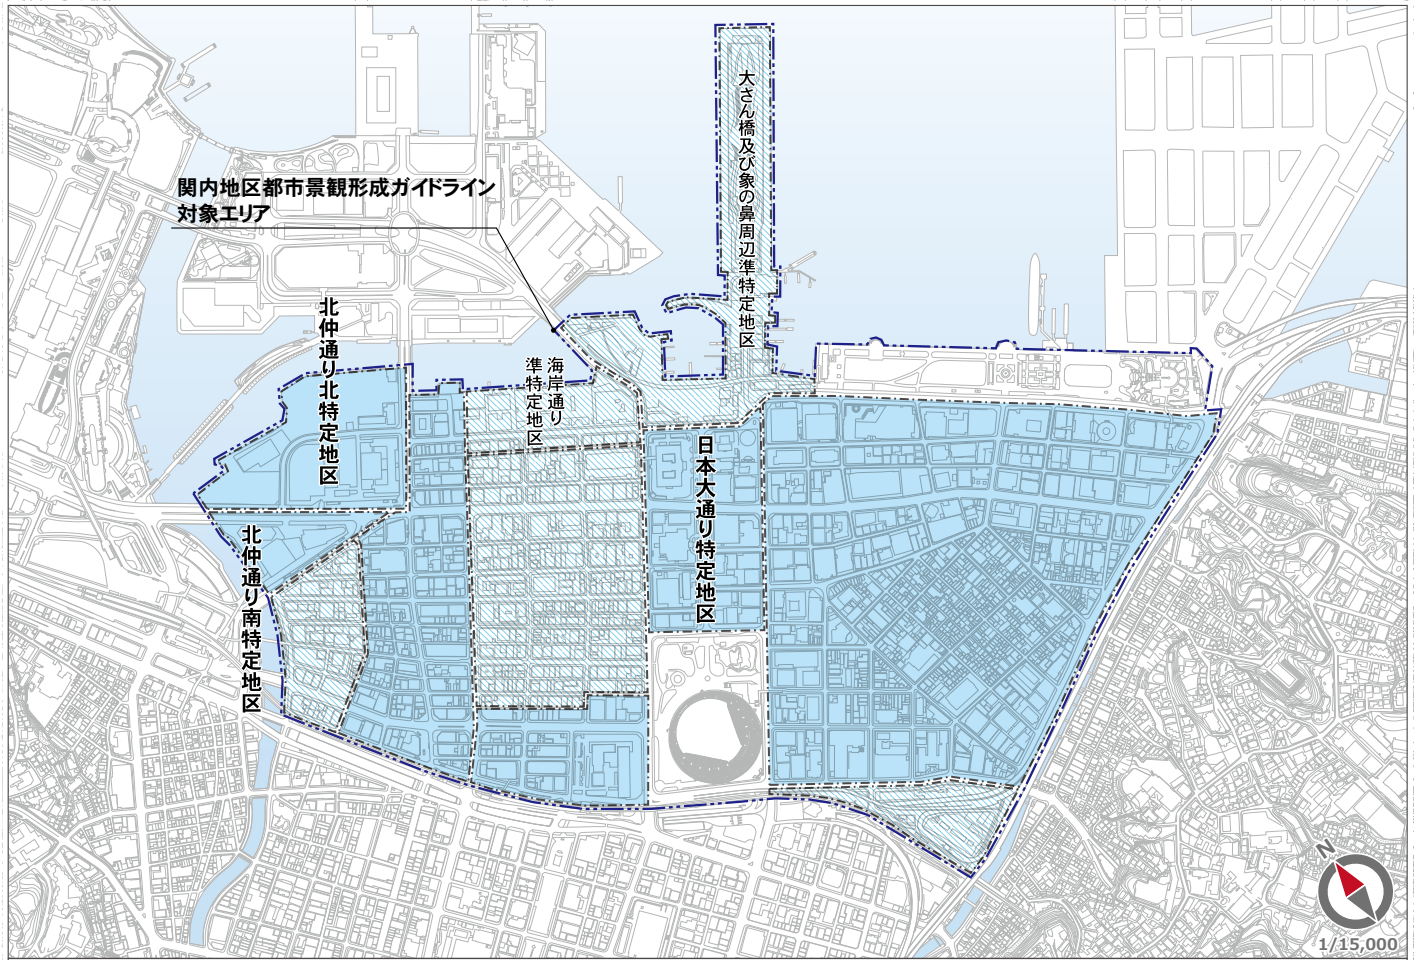 関内地区都市景観形成ガイドライン
対象エリア
大さん橋及び象の鼻周辺準特定地区
北仲通り北特定地区
海岸通り
準特定地区
日本大通り特定地区
北仲通り南特定地区
N
1/15,000